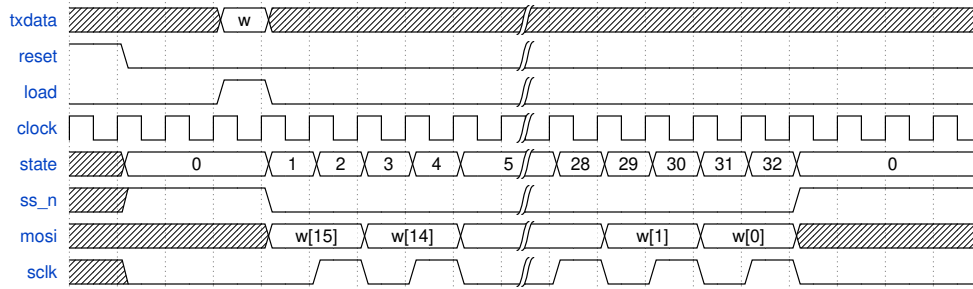 txdata w
reset
load
clock
state 0 1 2 3 4 5 28 29 30 31 32 0
ss_n
mosi w[15] w[14] w[1] w[0]
sclk